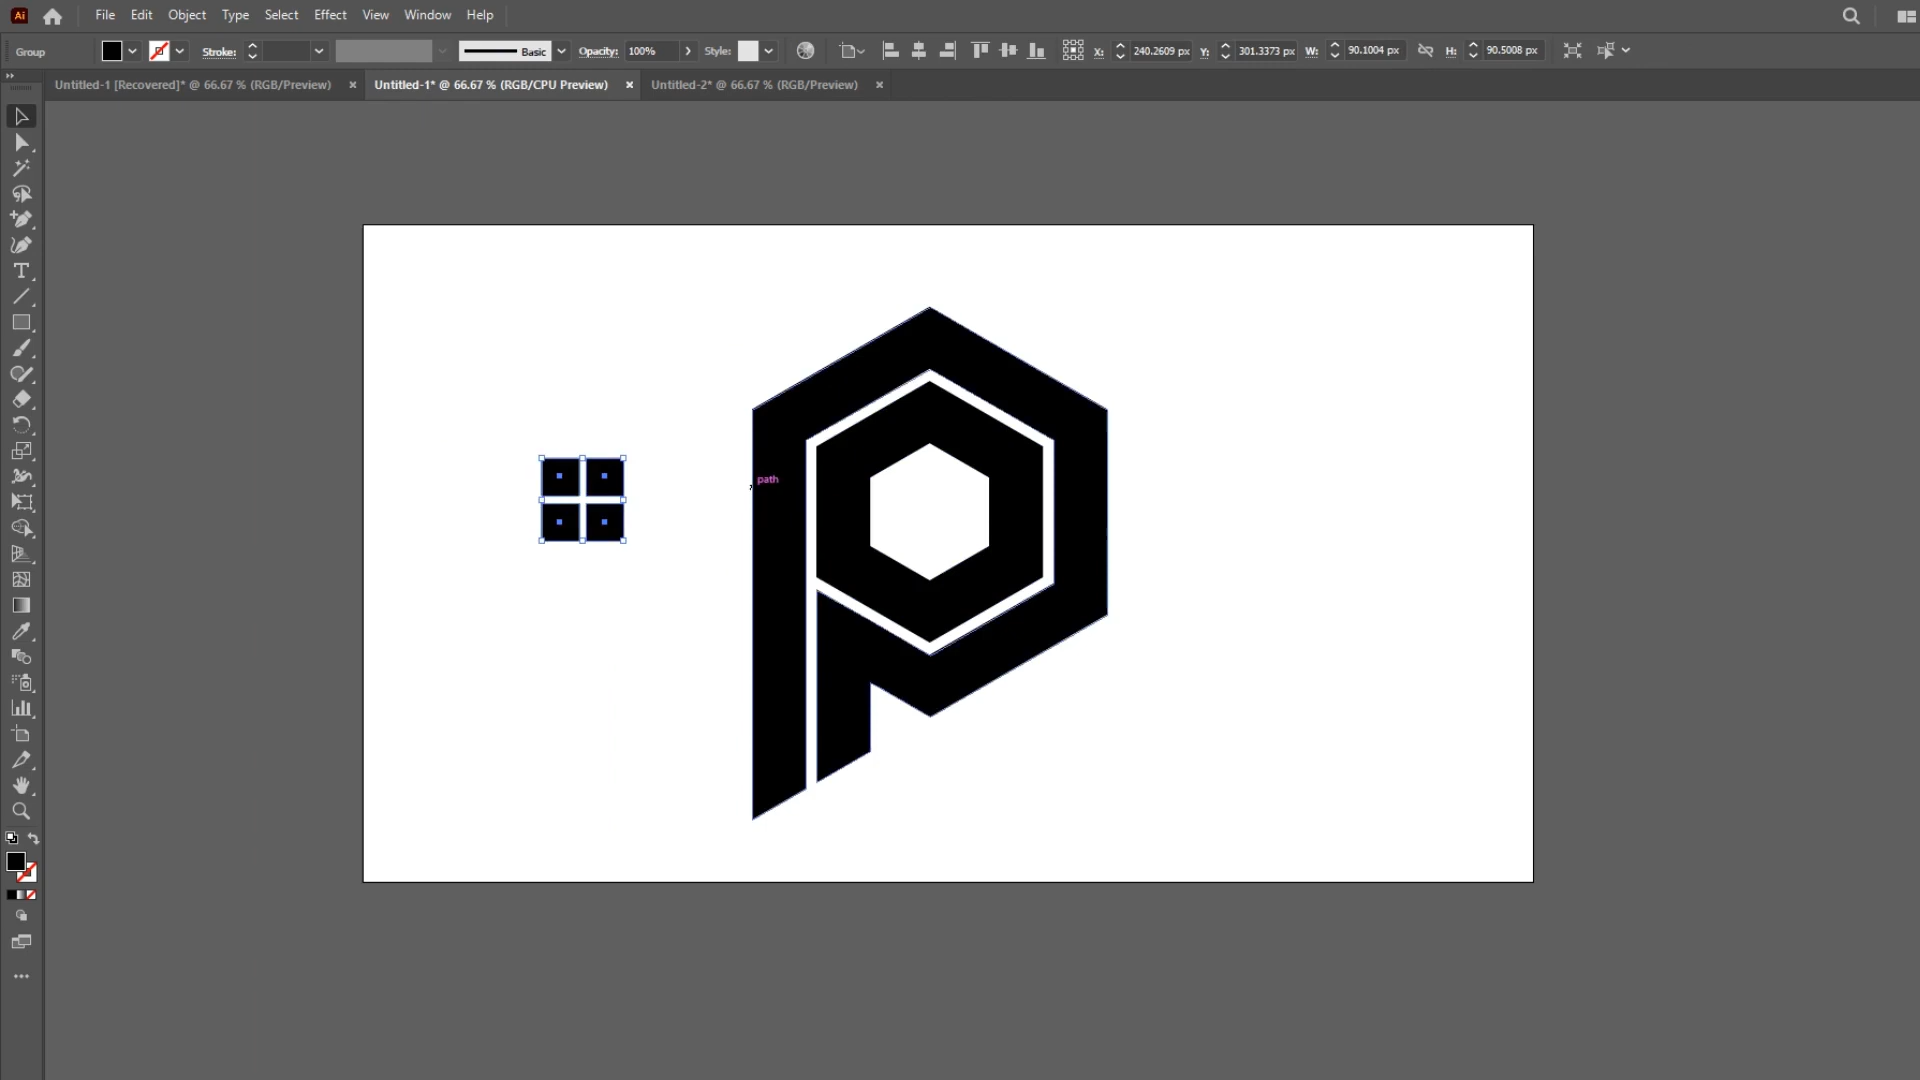 Ai File Edit Object Type Select Effect View Window Help
Group Stroke: Basic Opacity: 100% Style: X: 240.2609 px Y: 301.3373 px W: 90.1004 px H: 90.5008 px
Untitled-1 [Recovered]* @ 66.67 % (RGB/Preview) × Untitled-1* @ 66.67 % (RGB/CPU Preview) × Untitled-2* @ 66.67 % (RGB/Preview) ×
path